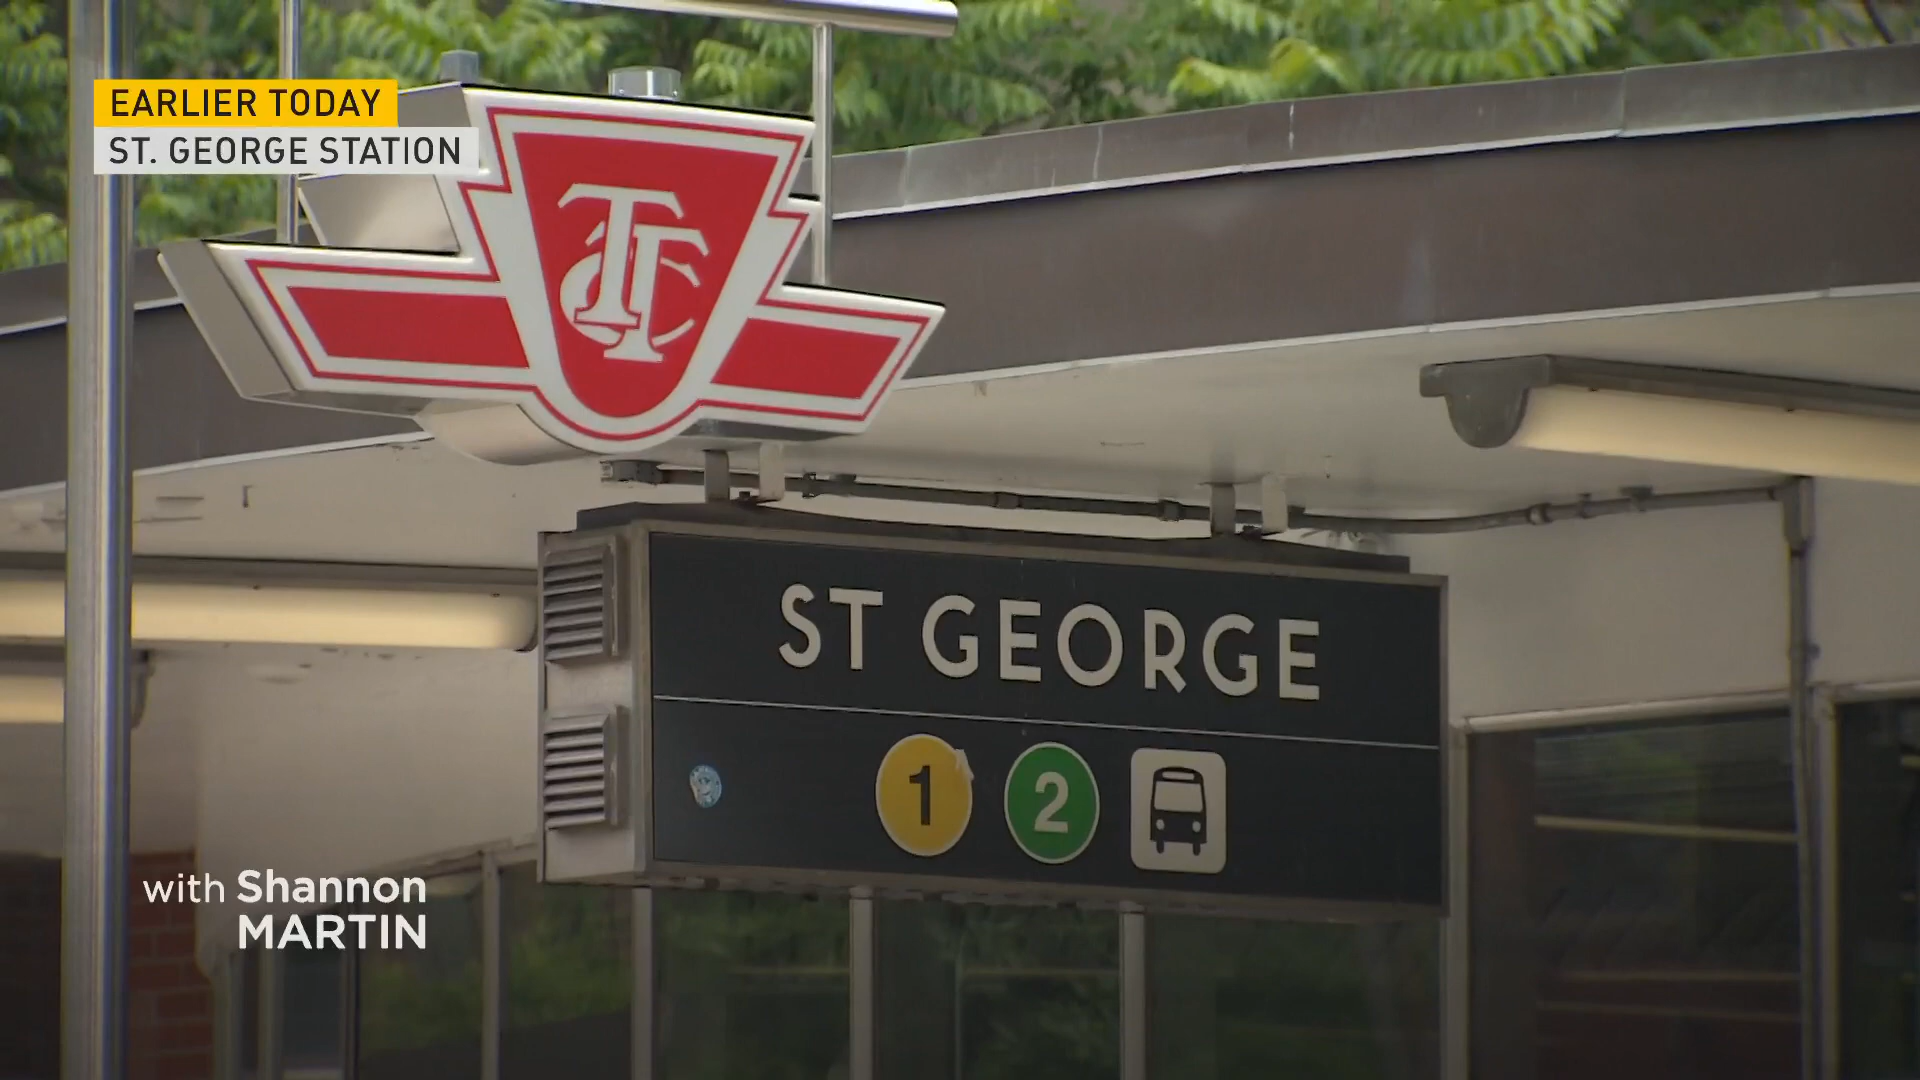 EARLIER TODAY
ST. GEORGE STATION
TTC
ST GEORGE
1 2
with Shannon
MARTIN